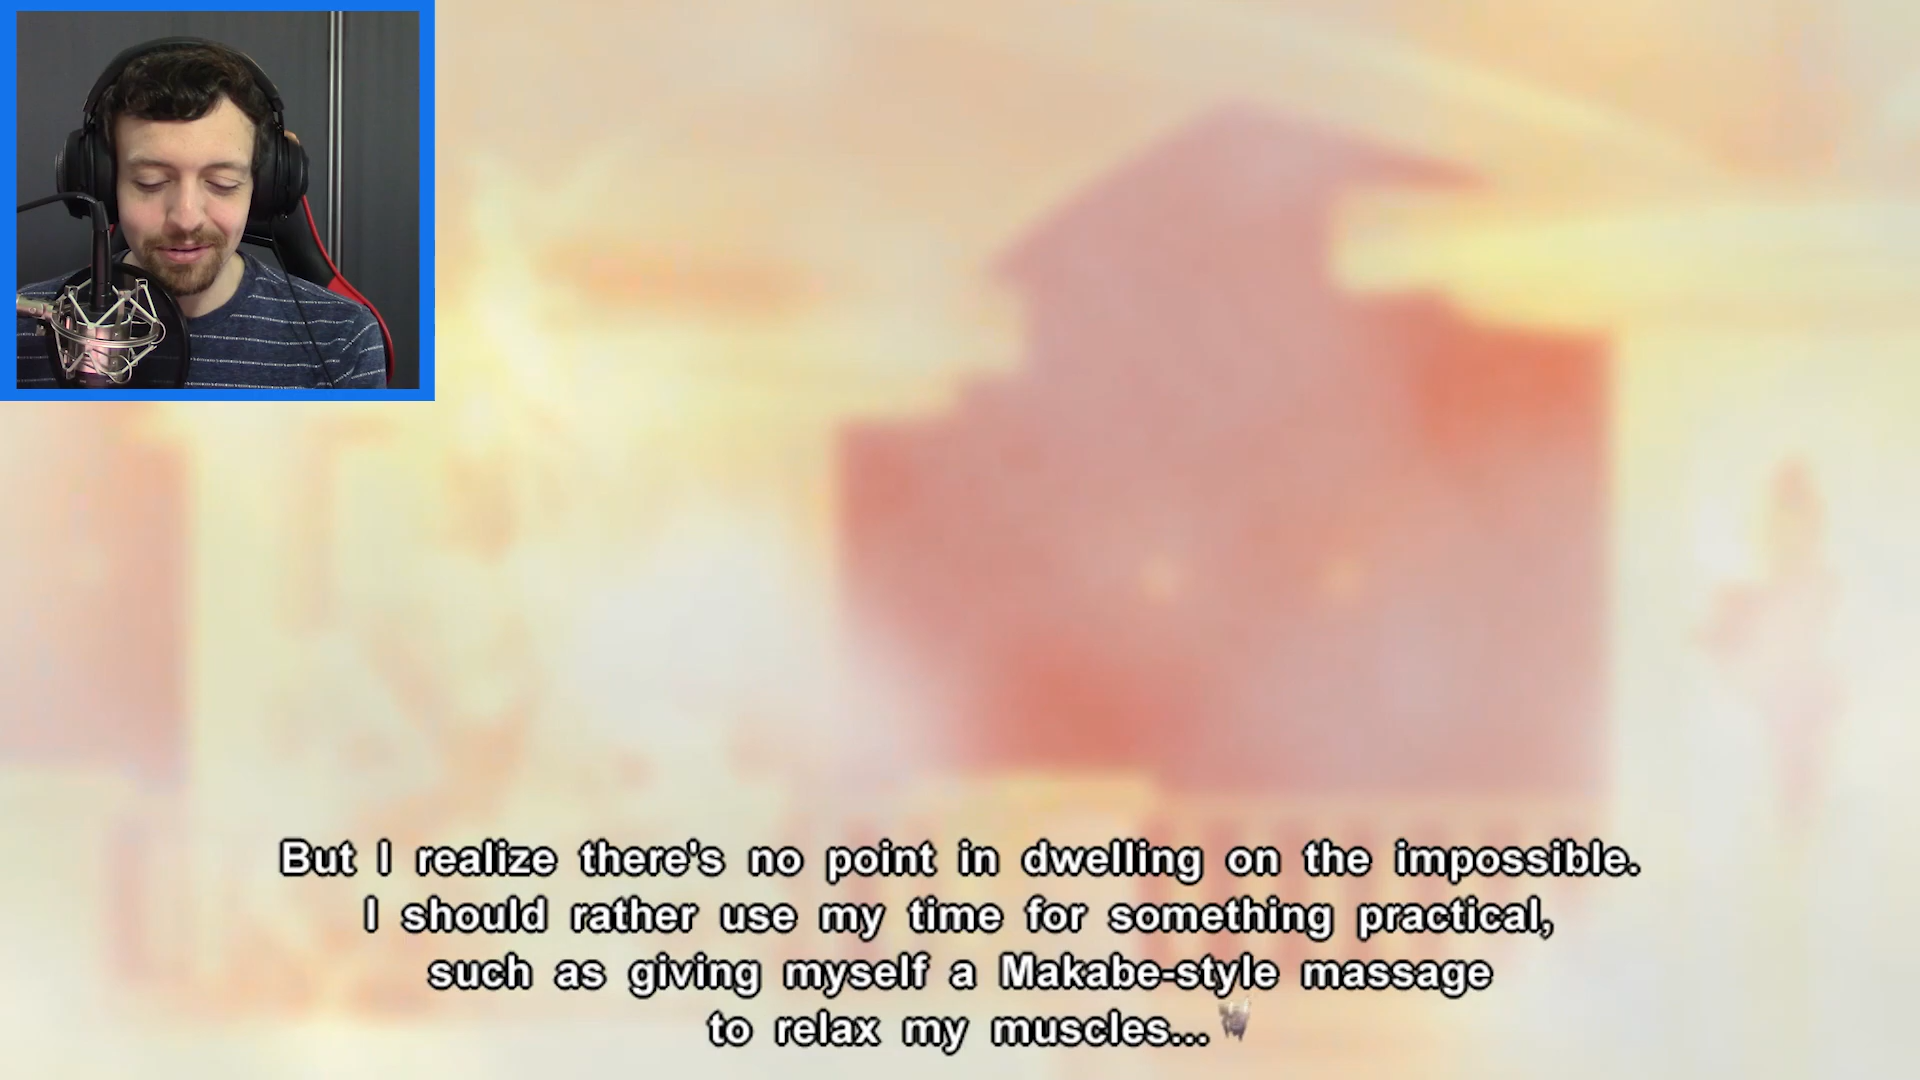 But I realize there's no point in dwelling on the impossible.
I should rather use my time for something practical,
such as giving myself a Makabe-style massage
to relax my muscles...